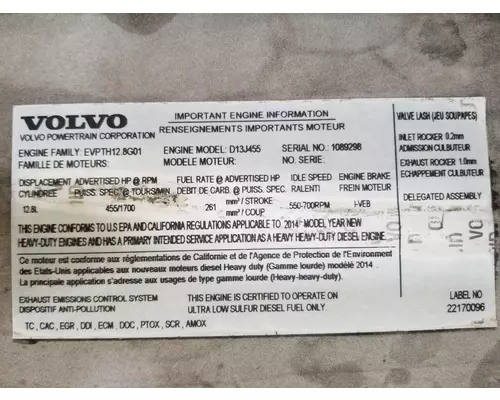 VOLVO
VOLVO POWERTRAIN CORPORATION
IMPORTANT ENGINE INFORMATION
RENSEIGNEMENTS IMPORTANTS MOTEUR
VALVE LASH (JEU SOUPAPES)
ENGINE FAMILY: EVPTH12.8G01 ENGINE MODEL: D13J455 SERIAL NO: 1089298
FAMILLE DE MOTEURS: MODELE MOTEUR: NO. SERIE:
INLET ROCKER 0.2mm
ADMISSION CULBUTEUR
EXHAUST ROCKER 1.0mm
ECHAPPEMENT CULBUTEUR
DISPLACEMENT ADVERTISED HP @ RPM FUEL RATE @ ADVERTISED HP IDLE SPEED ENGINE BRAKE
CYLINDREE PUISS. SPEC @ TOURS/MIN DEBIT DE CARB. @ PUISS. SPEC RALENTI FREIN MOTEUR
12.8L 455/1700 261 mm³ / STROKE mm³ / COUP 550-700RPM I-VEB
DELEGATED ASSEMBLY
THIS ENGINE CONFORMS TO U.S EPA AND CALIFORNIA REGULATIONS APPLICABLE TO 2014 MODEL YEAR NEW
HEAVY-DUTY ENGINES AND HAS A PRIMARY INTENDED SERVICE APPLICATION AS A HEAVY HEAVY-DUTY DIESEL ENGINE.
Ce moteur est conforme aux réglementations de Californie et de l'Agence de Protection de l'Environment
des Etats-Unis applicables aux nouveaux moteurs diesel Heavy duty (Gamme lourde) modèle 2014 .
La principale application s'adresse aux usages de type gamme lourde (Heavy-heavy-duty).
EXHAUST EMISSIONS CONTROL SYSTEM
DISPOSITIF ANTI-POLLUTION
THIS ENGINE IS CERTIFIED TO OPERATE ON
ULTRA LOW SULFUR DIESEL FUEL ONLY.
LABEL NO
22170096
TC, CAC, EGR, DDI, ECM, DOC, PTOX, SCR, AMOX